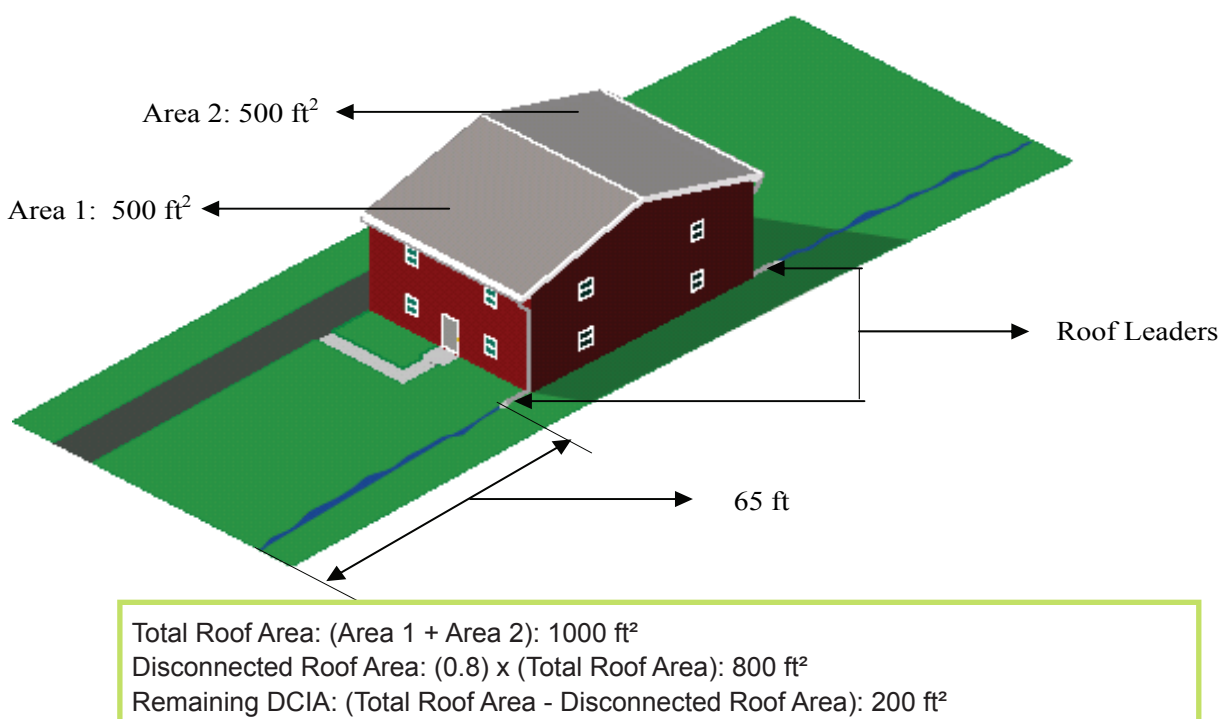 Area 2: 500 ft²
Area 1: 500 ft²
Roof Leaders
65 ft
Total Roof Area: (Area 1 + Area 2): 1000 ft²
Disconnected Roof Area: (0.8) x (Total Roof Area): 800 ft²
Remaining DCIA: (Total Roof Area - Disconnected Roof Area): 200 ft²